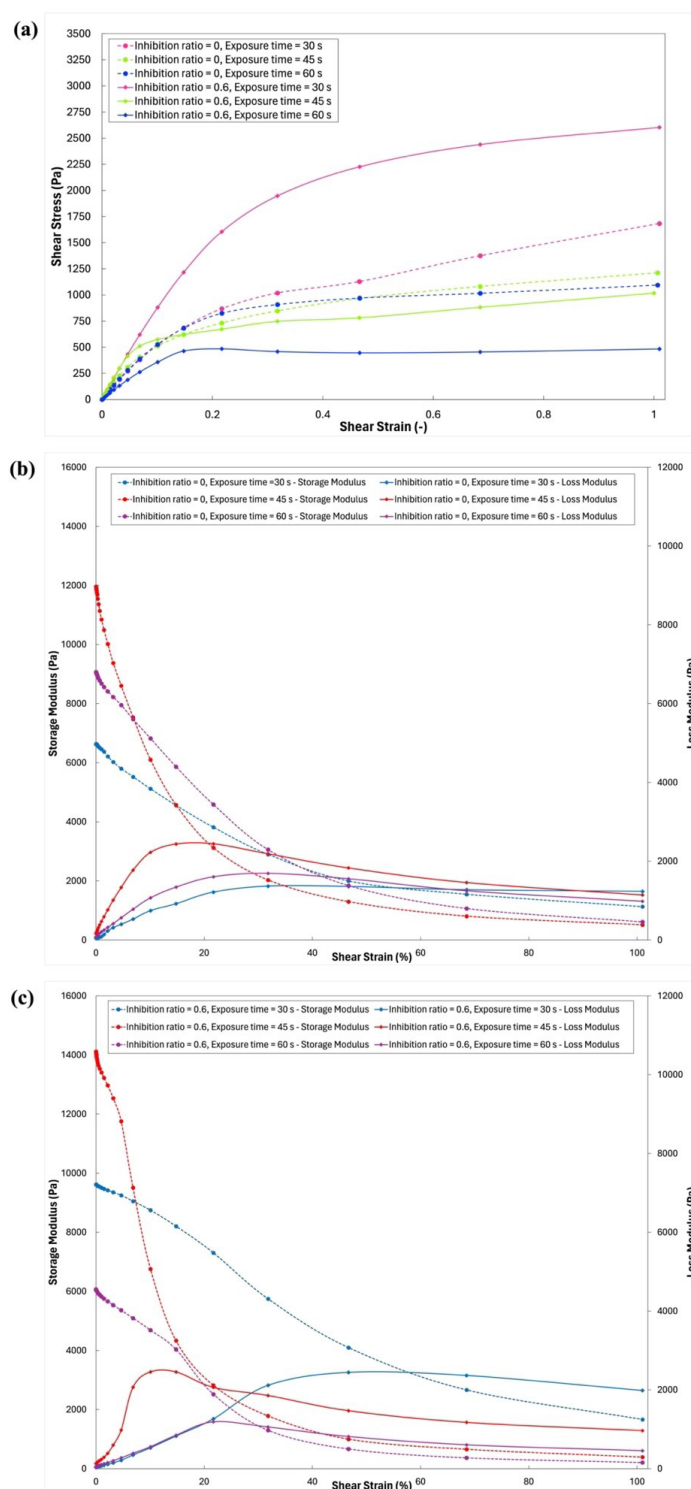 (a)
3500
3250
3000
2750
2500
2250
2000
1750
1500
1250
1000
750
500
250
0
Shear Stress (Pa)
Inhibition ratio = 0, Exposure time = 30 s
Inhibition ratio = 0, Exposure time = 45 s
Inhibition ratio = 0, Exposure time = 60 s
Inhibition ratio = 0.6, Exposure time = 30 s
Inhibition ratio = 0.6, Exposure time = 45 s
Inhibition ratio = 0.6, Exposure time = 60 s
0 0.2 0.4 0.6 0.8 1
Shear Strain (-)
(b)
16000
14000
12000
10000
8000
6000
4000
2000
0
Storage Modulus (Pa)
Inhibition ratio = 0, Exposure time =30 s - Storage Modulus
Inhibition ratio = 0, Exposure time = 30 s - Loss Modulus
Inhibition ratio = 0, Exposure time = 45 s - Storage Modulus
Inhibition ratio = 0, Exposure time = 45 s - Loss Modulus
Inhibition ratio = 0, Exposure time = 60 s - Storage Modulus
Inhibition ratio = 0, Exposure time = 60 s - Loss Modulus
12000
10000
8000
6000
4000
2000
0
Loss Modulus (Pa)
0 20 40 60 80 100
Shear Strain (%)
(c)
16000
14000
12000
10000
8000
6000
4000
2000
0
Storage Modulus (Pa)
Inhibition ratio = 0.6, Exposure time = 30 s - Storage Modulus
Inhibition ratio = 0.6, Exposure time = 30 s - Loss Modulus
Inhibition ratio = 0.6, Exposure time = 45 s - Storage Modulus
Inhibition ratio = 0.6, Exposure time = 45 s - Loss Modulus
Inhibition ratio = 0.6, Exposure time = 60 s - Storage Modulus
Inhibition ratio = 0.6, Exposure time = 60 s - Loss Modulus
12000
10000
8000
6000
4000
2000
0
Loss Modulus (Pa)
0 20 40 60 80 100
Shear Strain (%)